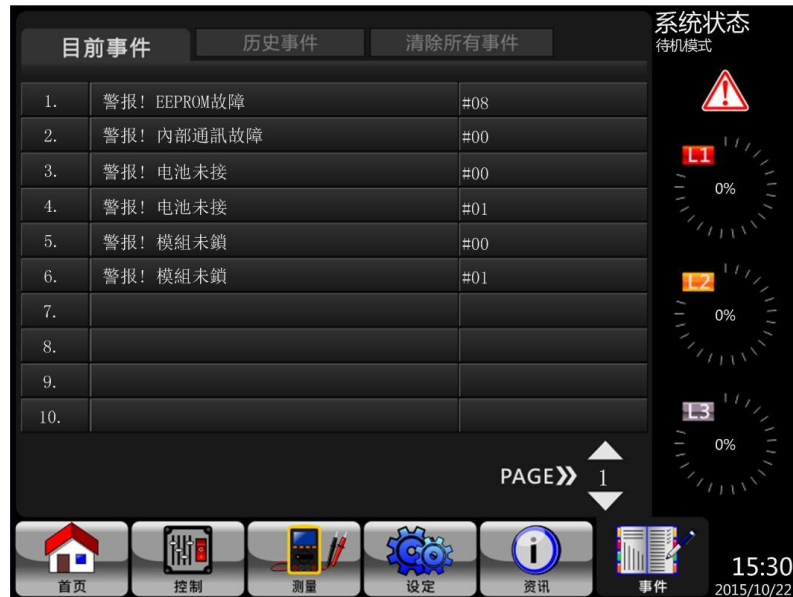 目前事件 历史事件 清除所有事件
系统状态
待机模式
1. 警报! EEPROM故障 #08
2. 警报! 內部通訊故障 #00
3. 警报! 电池未接 #00
4. 警报! 电池未接 #01
5. 警报! 模組未鎖 #00
6. 警报! 模組未鎖 #01
7.
8.
9.
10.
L1
0%
L2
0%
L3
0%
PAGE 1
首页 控制 测量 设定 资讯 事件
15:30
2015/10/22